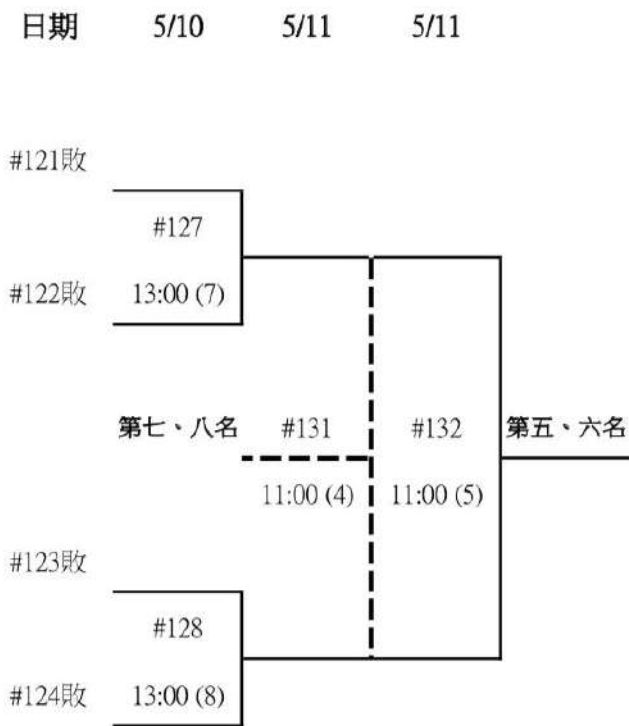 日期 5/10 5/11 5/11
#121敗
#127
#122敗 13:00 (7)
第七、八名 #131 #132 第五、六名
11:00 (4) 11:00 (5)
#123敗
#128
#124敗 13:00 (8)